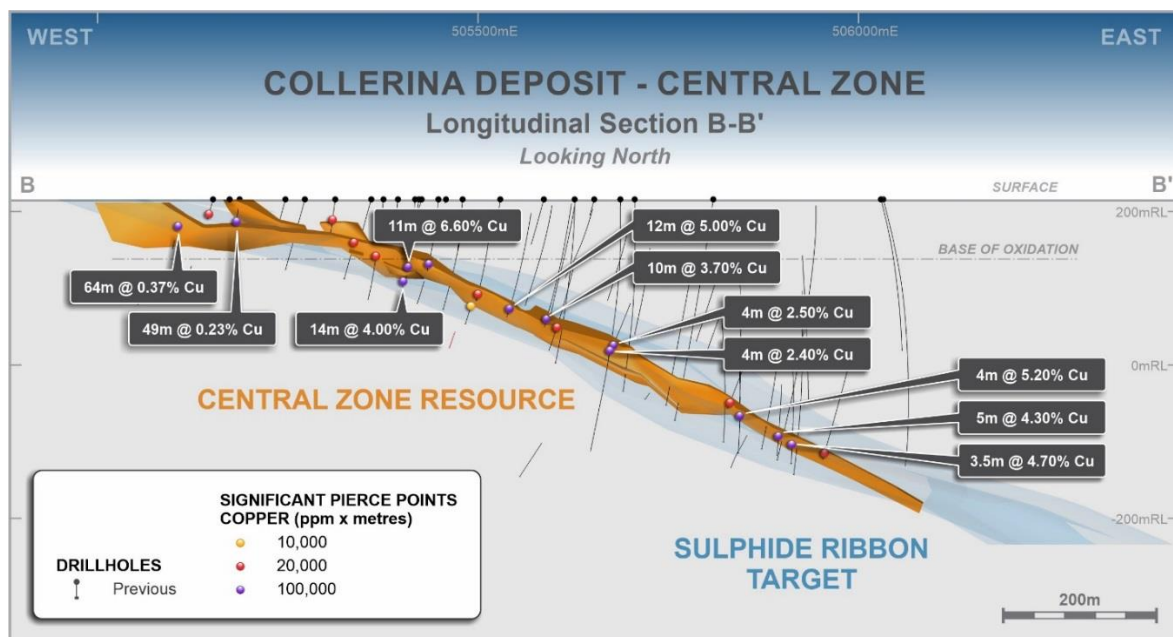 WEST
505500mE
506000mE
EAST
COLLERINA DEPOSIT - CENTRAL ZONE
Longitudinal Section B-B'
Looking North
B
SURFACE
B'
200mRL
11m @ 6.60% Cu
12m @ 5.00% Cu
BASE OF OXIDATION
10m @ 3.70% Cu
64m @ 0.37% Cu
49m @ 0.23% Cu
14m @ 4.00% Cu
4m @ 2.50% Cu
4m @ 2.40% Cu
0mRL
4m @ 5.20% Cu
CENTRAL ZONE RESOURCE
5m @ 4.30% Cu
3.5m @ 4.70% Cu
SIGNIFICANT PIERCE POINTS
COPPER (ppm x metres)
10,000
20,000
100,000
DRILLHOLES
Previous
-200mRL
SULPHIDE RIBBON
TARGET
200m